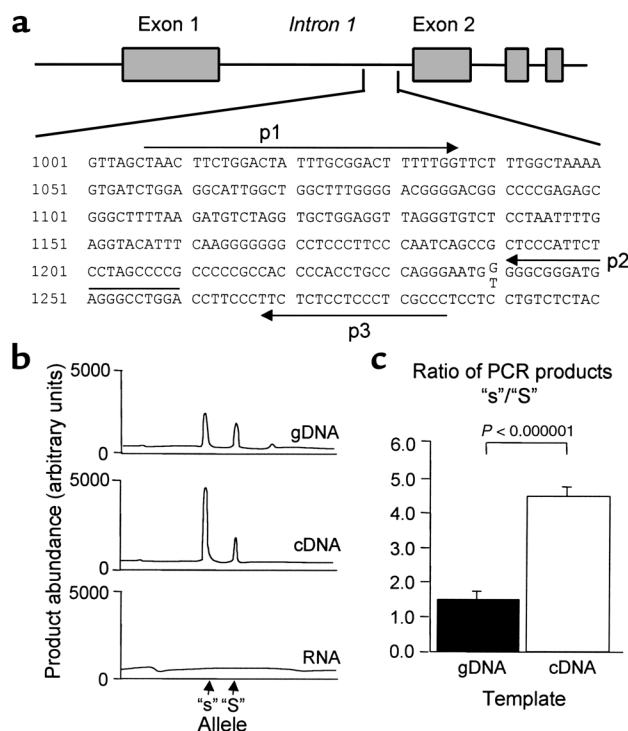 a
Exon 1 Intron 1 Exon 2
p1
1001 GTTAGCTAAC TTCTGGACTA TTTGCGGACT TTTTTGGTTCT TTGGCTAAAA
1051 GTGATCTGGA GGCATTGGCT GGCTTTGGGG ACGGGGACGG CCCCGAGAGC
1101 GGGCTTTTAA GATGTCTAGG TGCTGGAGGT TAGGGTGTCT CCTAATTTTG
1151 AGGTACATTT CAAGGGGGGG CCTCCCTTCCC CAATCAGCCG CTCCCATTCT
1201 CCTAGCCCCG CCCCCGCCAC CCCACCTGCC CAGGGAATG G/T GGGCGGGATG
p2
1251 AGGGCCTGGA CCTTCCCTTC TCTCCTCCCT CGCCCTCCTC CTGTCTCTAC
p3
b
Product abundance (arbitrary units)
5000
0
gDNA
5000
0
cDNA
5000
0
RNA
"s" "S"
Allele
c
Ratio of PCR products
"s"/"S"
P < 0.000001
6.0
5.0
4.0
3.0
2.0
1.0
0.0
gDNA cDNA
Template